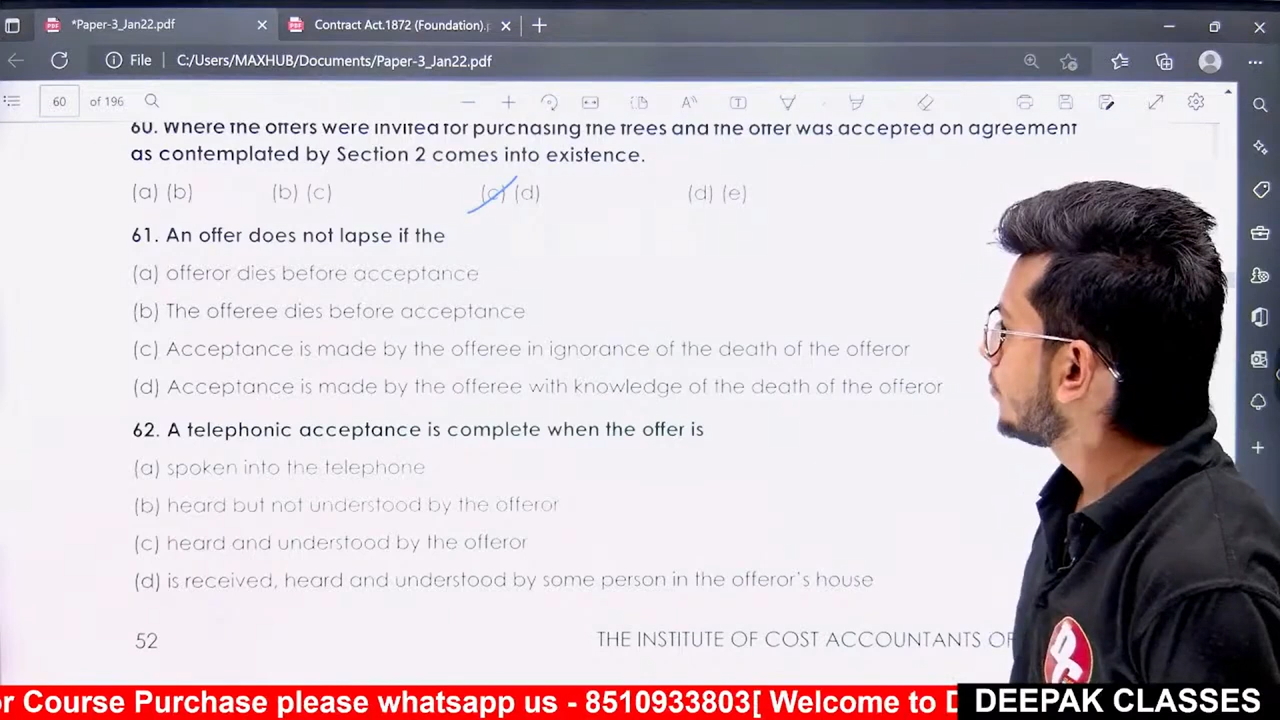 *Paper-3_Jan22.pdf
Contract Act.1872 (Foundation).
File C:/Users/MAXHUB/Documents/Paper-3_Jan22.pdf
60 of 196
60. Where the offers were invited for purchasing the trees and the offer was accepted on agreement
as contemplated by Section 2 comes into existence.
(a) (b) (b) (c) (c) (d) (d) (e)
61. An offer does not lapse if the
(a) offeror dies before acceptance
(b) The offeree dies before acceptance
(c) Acceptance is made by the offeree in ignorance of the death of the offeror
(d) Acceptance is made by the offeree with knowledge of the death of the offeror
62. A telephonic acceptance is complete when the offer is
(a) spoken into the telephone
(b) heard but not understood by the offeror
(c) heard and understood by the offeror
(d) is received, heard and understood by some person in the offeror's house
52 THE INSTITUTE OF COST ACCOUNTANTS OF
or Course Purchase please whatsapp us - 8510933803[ Welcome to D
DEEPAK CLASSES